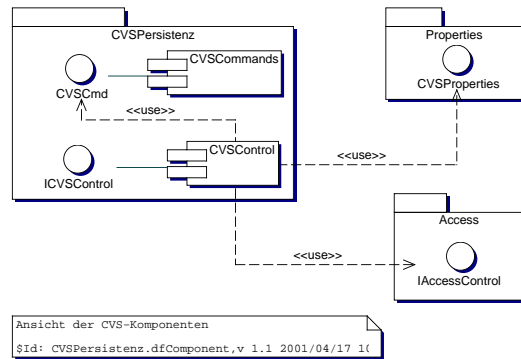 CVSPersistenz
CVSCommands
CVSCmd
<<use>>
CVSControl
ICVSControl
<<use>>
Properties
CVSProperties
<<use>>
Access
IAccessControl
Ansicht der CVS-Komponenten
$Id: CVSPersistenz.dfComponent,v 1.1 2001/04/17